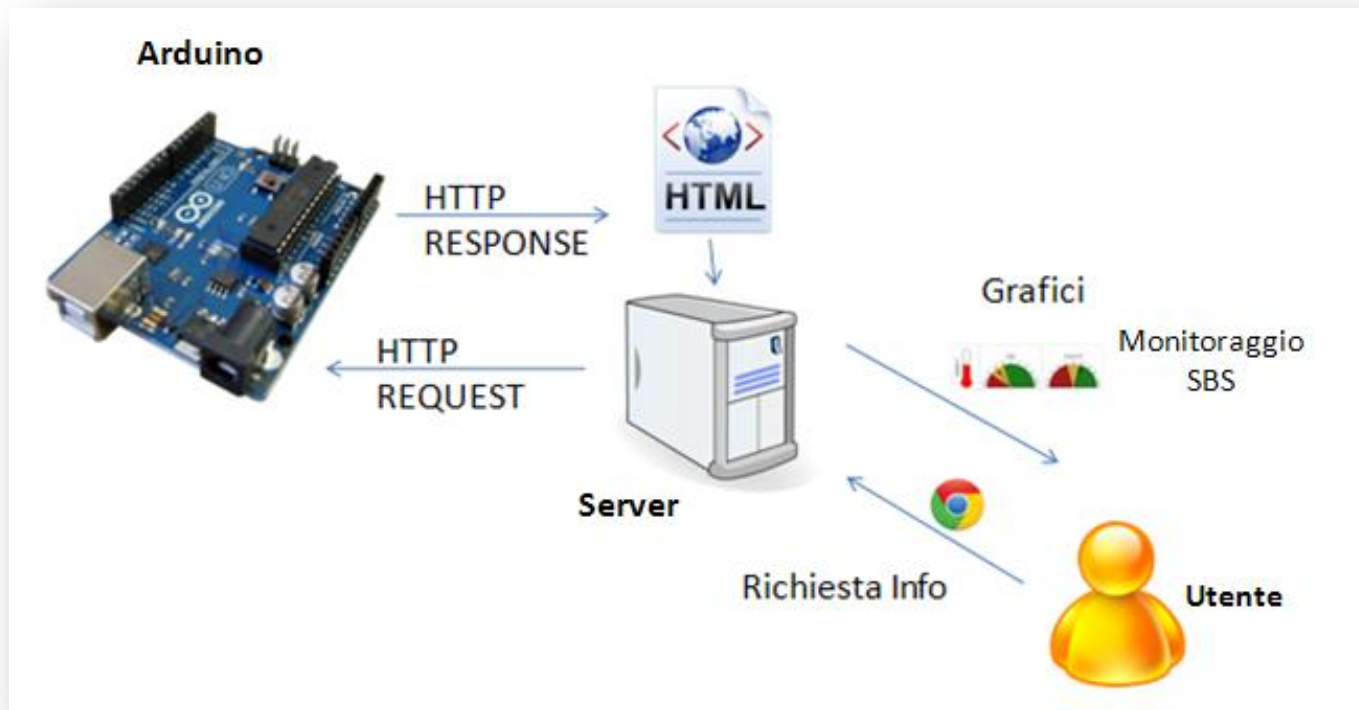 Arduino
HTTP
RESPONSE
HTML
Grafici
Monitoraggio
SBS
HTTP
REQUEST
Server
Richiesta Info
Utente